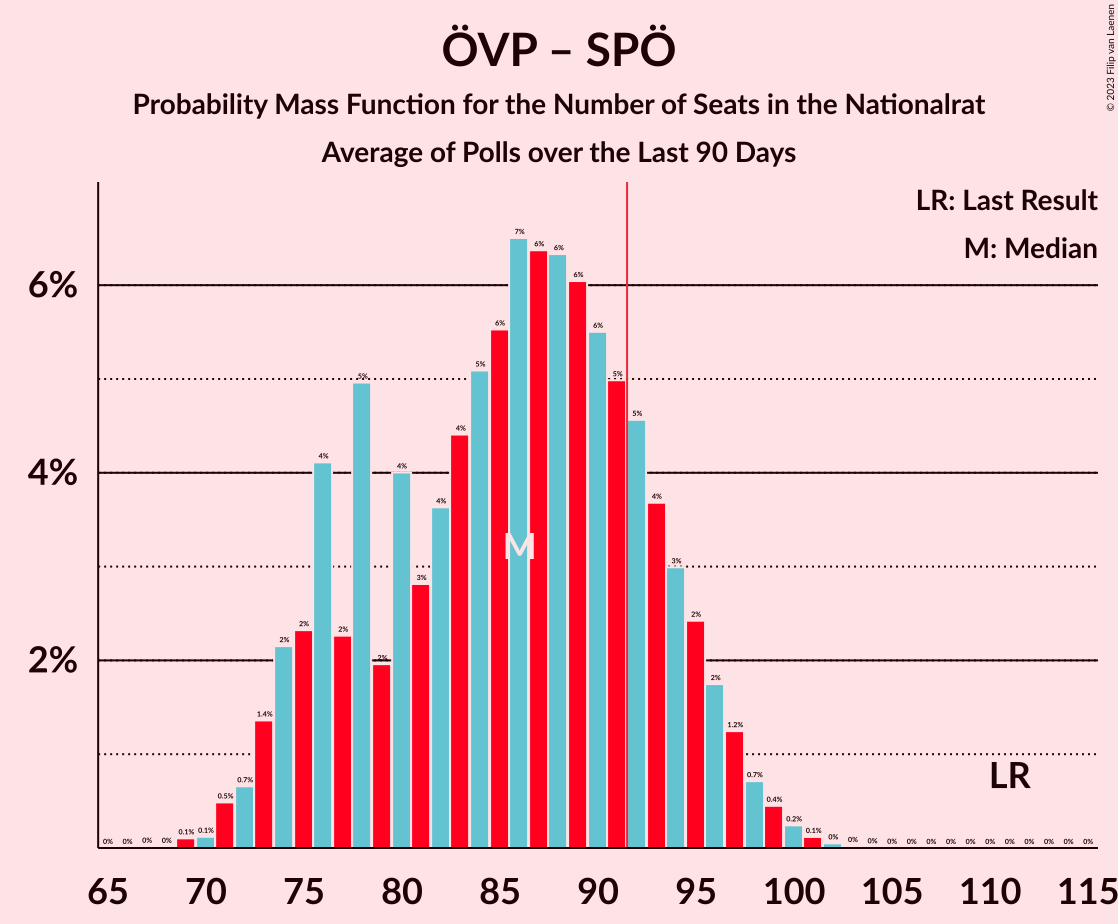 ÖVP – SPÖ
Probability Mass Function for the Number of Seats in the Nationalrat
Average of Polls over the Last 90 Days
© 2023 Filip van Laenen
LR: Last Result
M: Median
6%
4%
2%
0% 0% 0% 0% 0.1% 0.1% 0.5% 0.7% 1.4% 2% 2% 4% 2% 5% 2% 4% 3% 4% 4% 5% 6% 7% 6% 6% 6% 6% 5% 5% 4% 3% 2% 2% 1.2% 0.7% 0.4% 0.2% 0.1% 0% 0% 0% 0% 0% 0% 0% 0% 0% 0% 0% 0% 0% 0%
M
LR
65 70 75 80 85 90 95 100 105 110 115